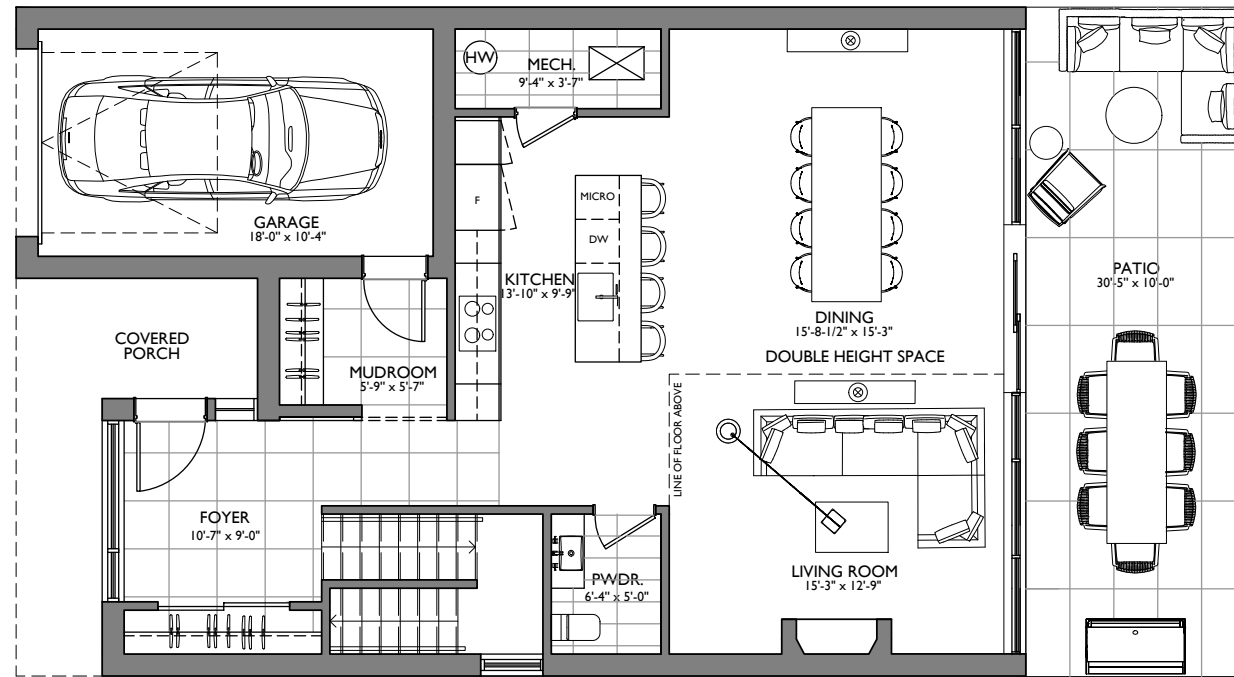 HW
MECH.
9'-4" x 3'-7"
GARAGE
18'-0" x 10'-4"
F
MICRO
DW
KITCHEN
13'-10" x 9'-9"
DINING
15'-8-1/2" x 15'-3"
DOUBLE HEIGHT SPACE
PATIO
30'-5" x 10'-0"
COVERED
PORCH
MUDROOM
5'-9" x 5'-7"
LINE OF FLOOR ABOVE
FOYER
10'-7" x 9'-0"
PWDR.
6'-4" x 5'-0"
LIVING ROOM
15'-3" x 12'-9"